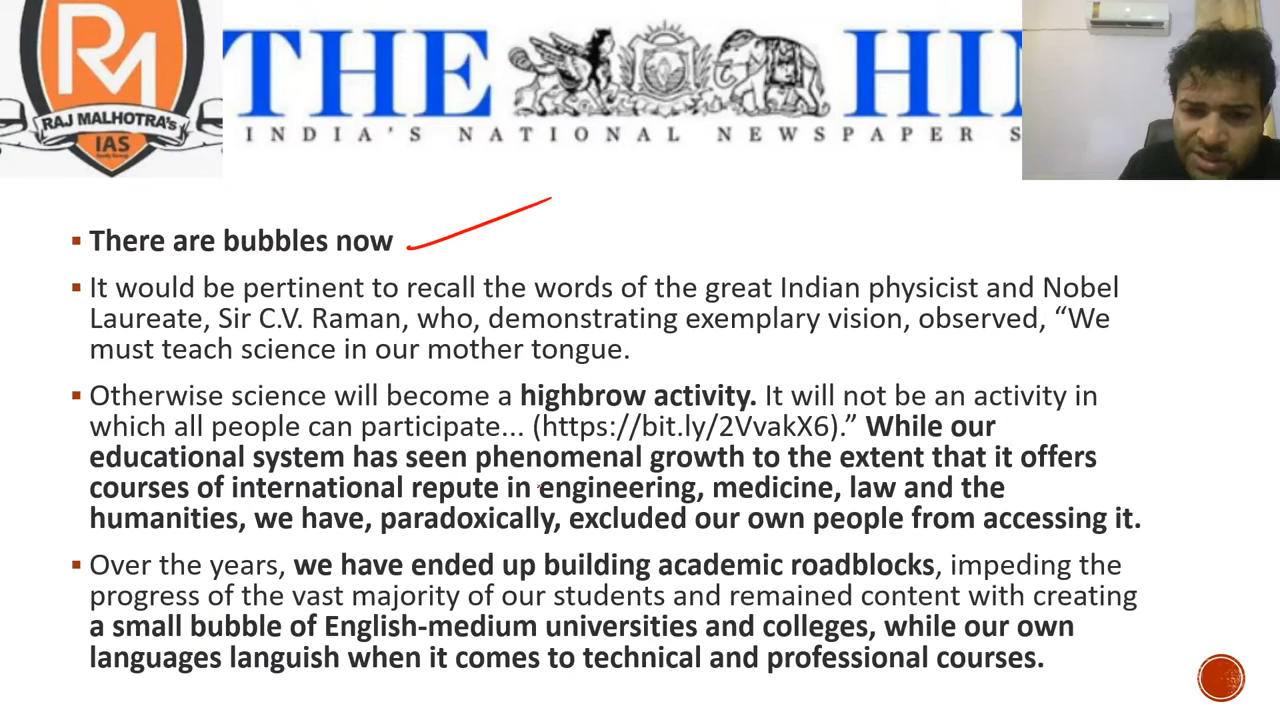 RM
RAJ MALHOTRA's
IAS
THE HI
INDIA'S NATIONAL NEWSPAPER S
▪ There are bubbles now
▪ It would be pertinent to recall the words of the great Indian physicist and Nobel
Laureate, Sir C.V. Raman, who, demonstrating exemplary vision, observed, “We
must teach science in our mother tongue.
▪ Otherwise science will become a highbrow activity. It will not be an activity in
which all people can participate... (https://bit.ly/2VvakX6).” While our
educational system has seen phenomenal growth to the extent that it offers
courses of international repute in engineering, medicine, law and the
humanities, we have, paradoxically, excluded our own people from accessing it.
▪ Over the years, we have ended up building academic roadblocks, impeding the
progress of the vast majority of our students and remained content with creating
a small bubble of English-medium universities and colleges, while our own
languages languish when it comes to technical and professional courses.